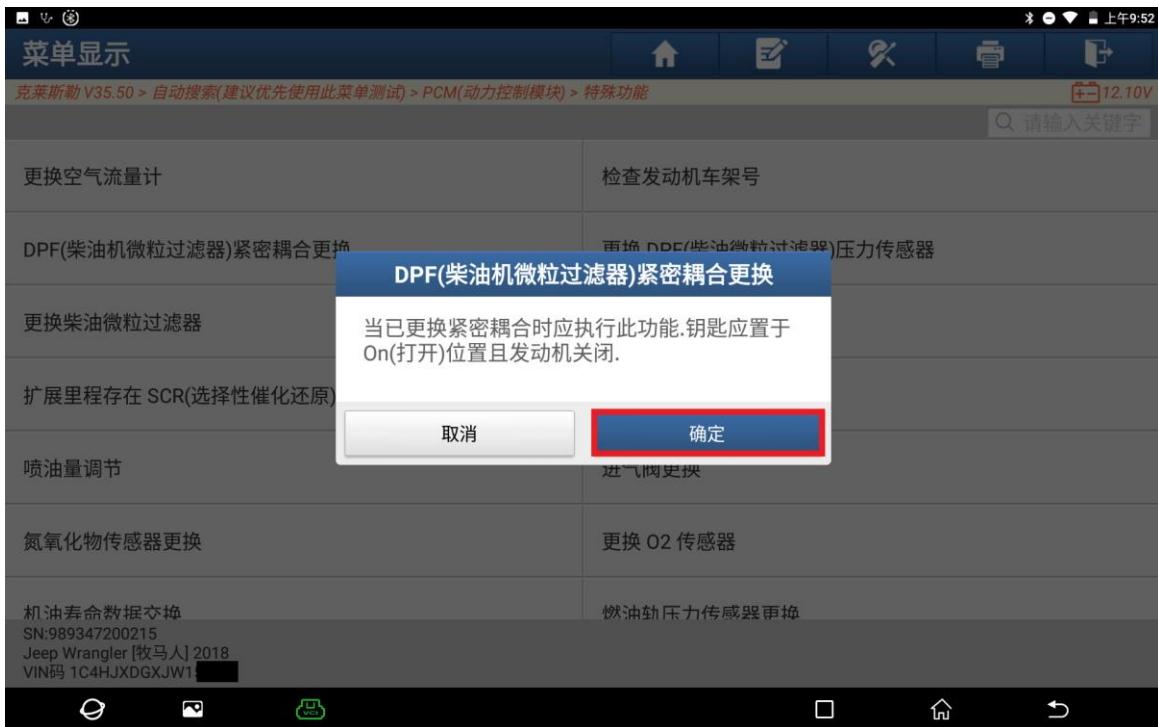 上午9:52
菜单显示
克莱斯勒 V35.50 > 自动搜索(建议优先使用此菜单测试) > PCM(动力控制模块) > 特殊功能
12.10V
请输入关键字
更换空气流量计
检查发动机车架号
DPF(柴油机微粒过滤器)紧密耦合更换
更换 DPF(柴油微粒过滤器)压力传感器
DPF(柴油机微粒过滤器)紧密耦合更换
更换柴油微粒过滤器
当已更换紧密耦合时应执行此功能.钥匙应置于
On(打开)位置且发动机关闭.
扩展里程存在 SCR(选择性催化还原)
取消
确定
喷油量调节
进气阀更换
氮氧化物传感器更换
更换 O2 传感器
机油寿命数据交换
燃油轨压力传感器更换
SN:989347200215
Jeep Wrangler [牧马人] 2018
VIN码 1C4HJXDGXJW1
VCI